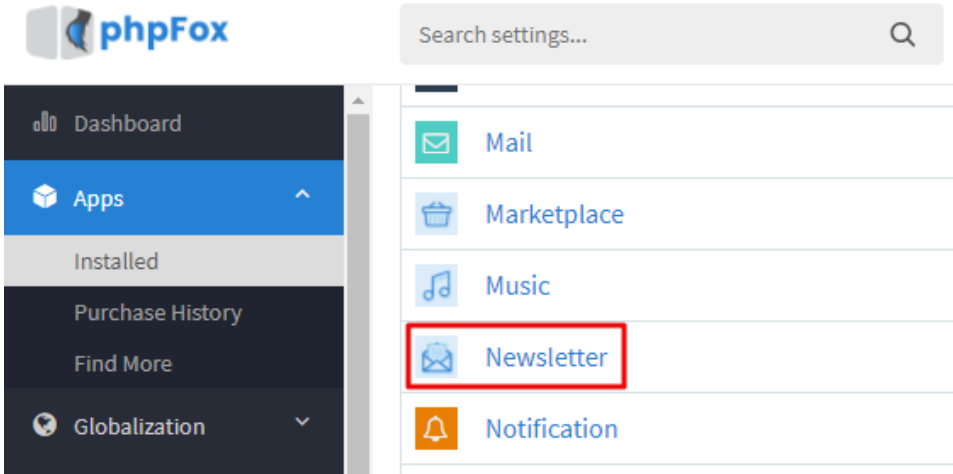 phpFox
Search settings...
Dashboard
Apps
Installed
Purchase History
Find More
Globalization
Mail
Marketplace
Music
Newsletter
Notification